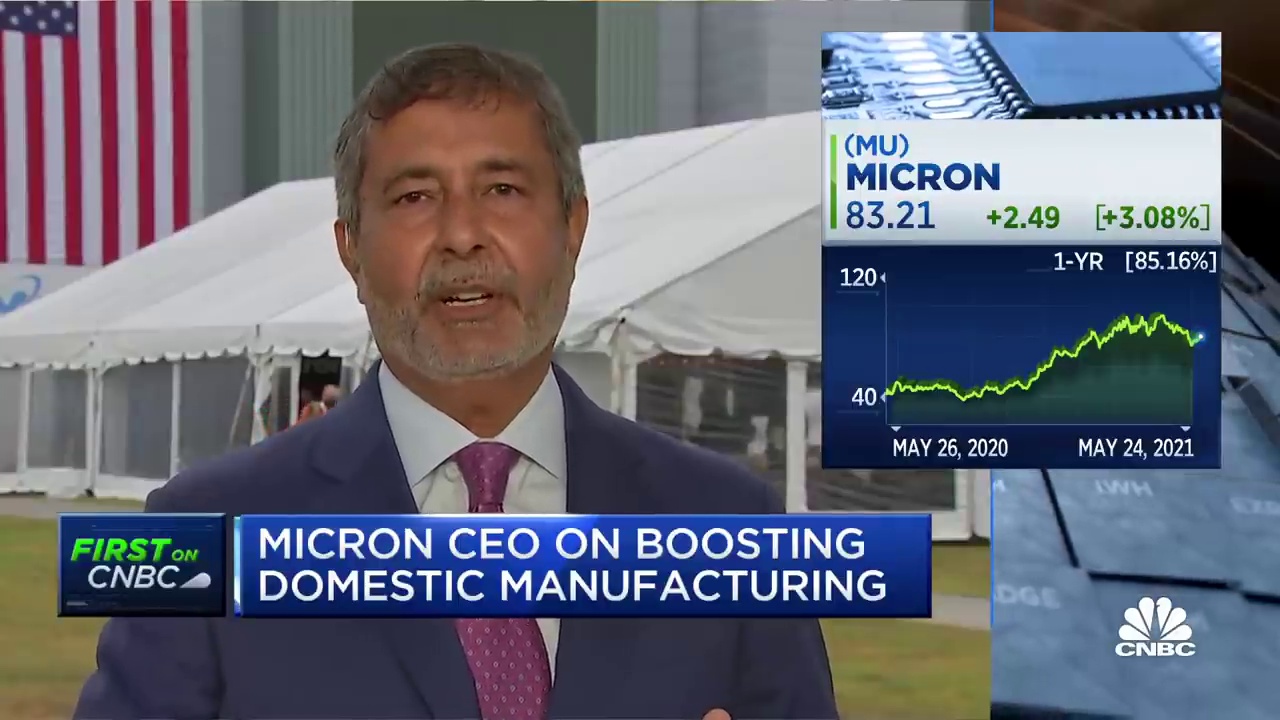 (MU)
MICRON
83.21 +2.49 [+3.08%]
1-YR [85.16%]
120
40
MAY 26, 2020 MAY 24, 2021
FIRST ON
CNBC
MICRON CEO ON BOOSTING
DOMESTIC MANUFACTURING
CNBC